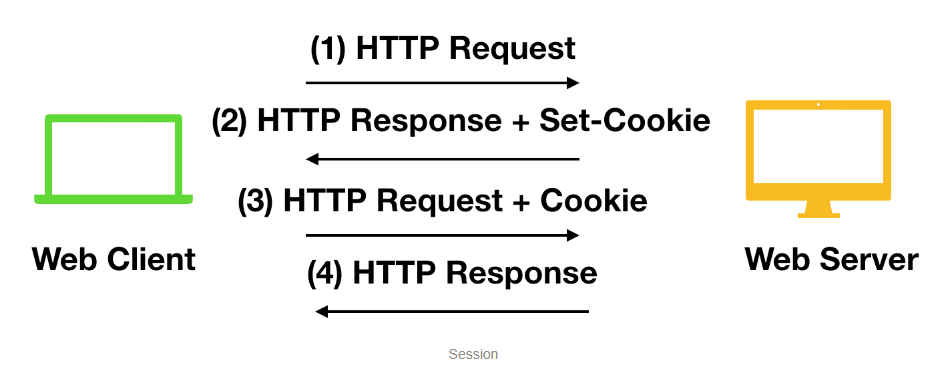 (1) HTTP Request
(2) HTTP Response + Set-Cookie
(3) HTTP Request + Cookie
Web Client
Web Server
(4) HTTP Response
Session